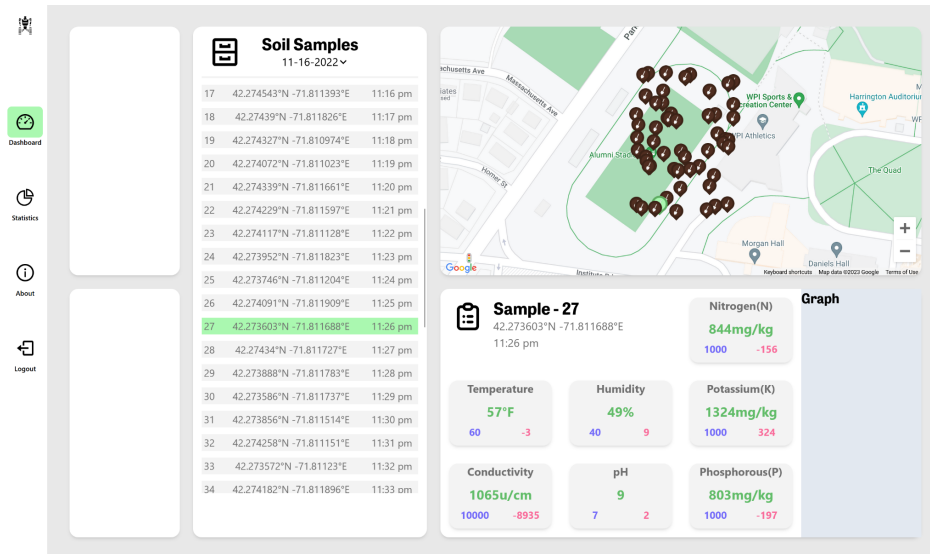 Dashboard
Statistics
About
Logout
Soil Samples
11-16-2022
17 42.274543°N -71.811393°E 11:16 pm
18 42.27439°N -71.811826°E 11:17 pm
19 42.274327°N -71.810974°E 11:18 pm
20 42.274072°N -71.811023°E 11:19 pm
21 42.274339°N -71.811661°E 11:20 pm
22 42.274229°N -71.811597°E 11:21 pm
23 42.274117°N -71.811128°E 11:22 pm
24 42.273952°N -71.811823°E 11:23 pm
25 42.273746°N -71.811204°E 11:24 pm
26 42.274091°N -71.811909°E 11:25 pm
27 42.273603°N -71.811688°E 11:26 pm
28 42.27434°N -71.811727°E 11:27 pm
29 42.273888°N -71.811783°E 11:28 pm
30 42.273586°N -71.811737°E 11:29 pm
31 42.273856°N -71.811514°E 11:30 pm
32 42.274258°N -71.811151°E 11:31 pm
33 42.273572°N -71.81123°E 11:32 pm
34 42.274182°N -71.811896°E 11:33 pm
achusetts Ave
Massachusetts Ave
WPI Sports &
creation Center
Harrington Auditoriu
WPI Athletics
Alumni Stad
The Quad
Homer St
Morgan Hall
Daniels Hall
Google
Keyboard shortcuts Map data ©2023 Google Terms of Use
+
−
Sample - 27
42.273603°N -71.811688°E
11:26 pm
Nitrogen(N)
844mg/kg
1000 -156
Graph
Temperature
57°F
60 -3
Humidity
49%
40 9
Potassium(K)
1324mg/kg
1000 324
Conductivity
1065u/cm
10000 -8935
pH
9
7 2
Phosphorous(P)
803mg/kg
1000 -197